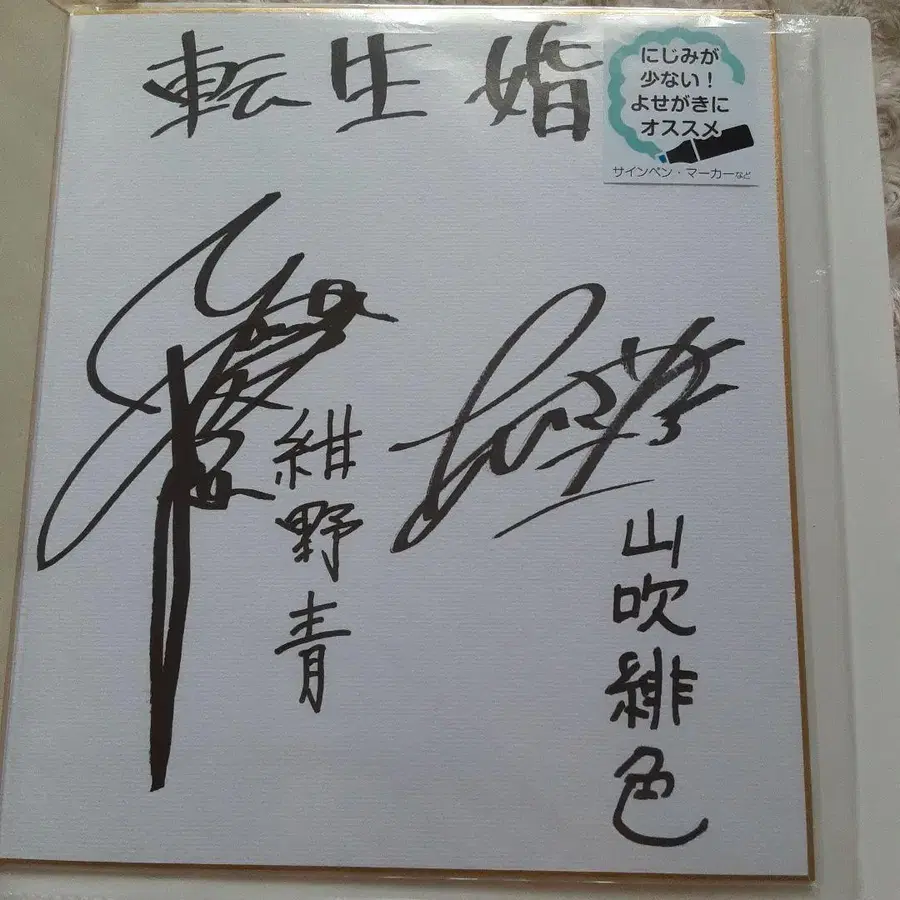 転生婚
にじみが
少ない!
よせがきに
オススメ
サインペン・マーカーなど
山吹緋色
紺野青